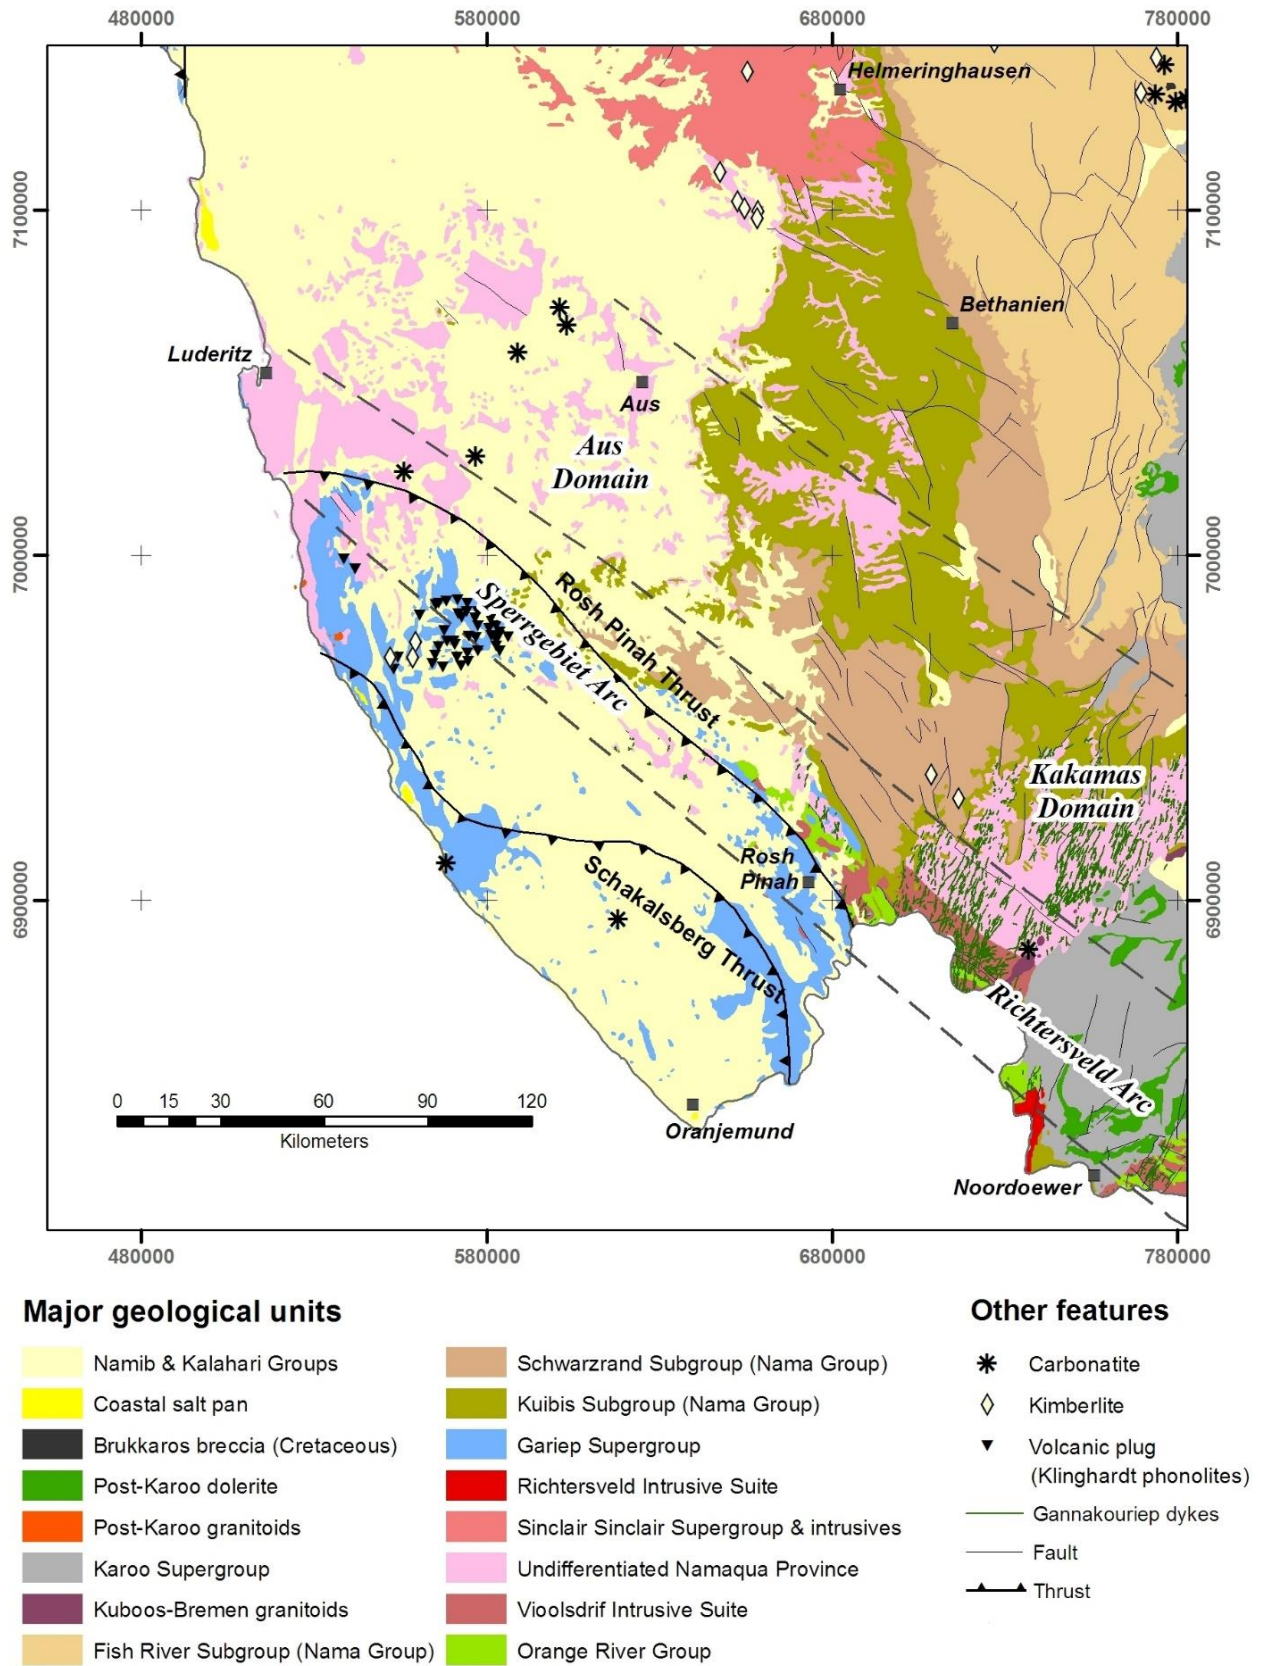 480000
580000
680000
780000
Helmeringhausen
7100000
7100000
Bethanien
Luderitz
Aus
Aus
Domain
7000000
7000000
Rosh Pinah Thrust
Sperrgebiet Arc
Kakamas
Domain
Rosh
Pinah
6900000
6900000
Schakalsberg Thrust
Richtersveld Arc
0 15 30 60 90 120
Kilometers
Oranjemund
Noordoewer
480000
580000
680000
780000
Major geological units
Namib & Kalahari Groups
Coastal salt pan
Brukkaros breccia (Cretaceous)
Post-Karoo dolerite
Post-Karoo granitoids
Karoo Supergroup
Kuboos-Bremen granitoids
Fish River Subgroup (Nama Group)
Schwarzrand Subgroup (Nama Group)
Kuibis Subgroup (Nama Group)
Gariep Supergroup
Richtersveld Intrusive Suite
Sinclair Sinclair Supergroup & intrusives
Undifferentiated Namaqua Province
Vioolsdrif Intrusive Suite
Orange River Group
Other features
Carbonatite
Kimberlite
Volcanic plug
(Klinghardt phonolites)
Gannakouriep dykes
Fault
Thrust